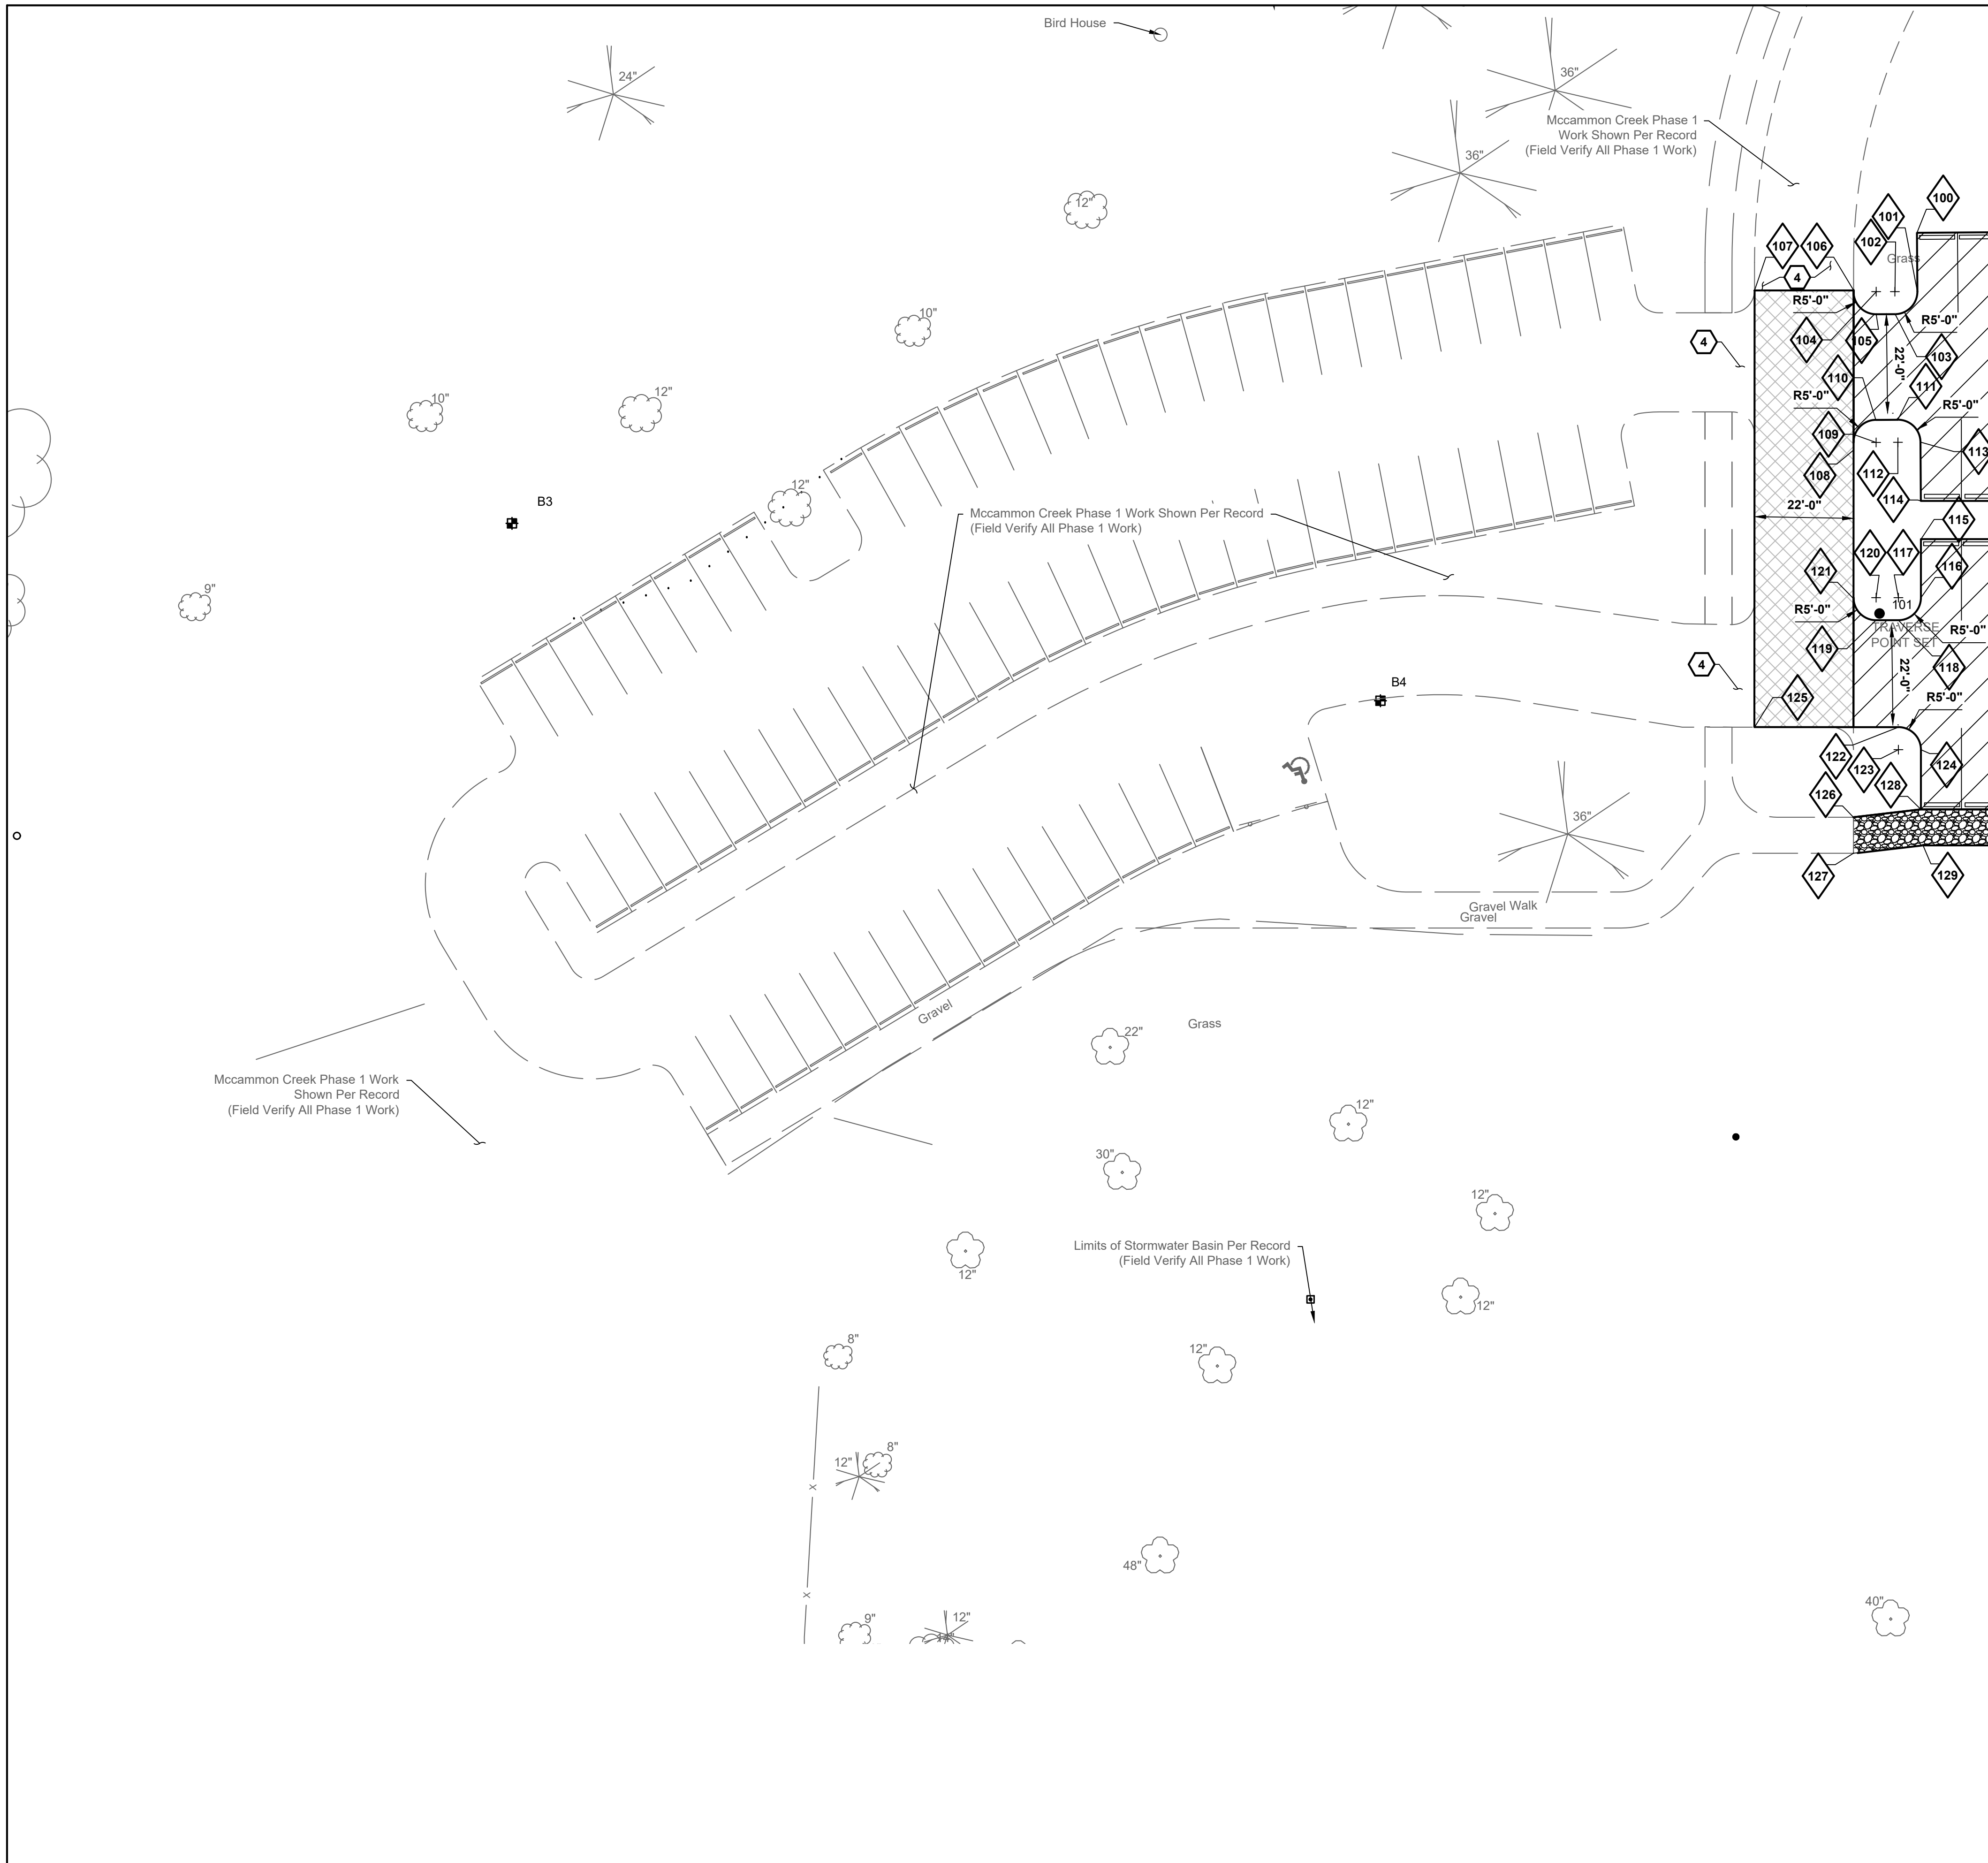 Bird House
24"
36"
36"
Mccammon Creek Phase 1
Work Shown Per Record
(Field Verify All Phase 1 Work)
12"
100
101
102
107
106
Grass
4
R5'-0"
R5'-0"
10"
4
104
105
103
22'-0"
110
111
10"
12"
R5'-0"
R5'-0"
109
113
108
112
12"
114
B3
22'-0"
Mccammon Creek Phase 1 Work Shown Per Record
(Field Verify All Phase 1 Work)
115
120
117
116
121
9"
101
R5'-0"
TRAVERSE
POINT SET
R5'-0"
119
4
118
22'-0"
B4
125
R5'-0"
122
123
124
128
126
36"
127
129
Gravel Walk
Gravel
Gravel
Grass
22"
Mccammon Creek Phase 1 Work
Shown Per Record
(Field Verify All Phase 1 Work)
12"
30"
12"
Limits of Stormwater Basin Per Record
(Field Verify All Phase 1 Work)
12"
12"
8"
12"
8"
12"
x
48"
x
40"
9"
12"